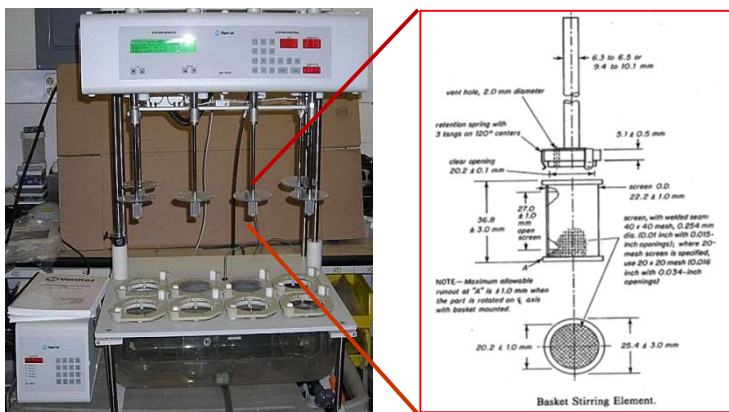 SYSTEM MONITOR
VanKel
SYSTEM CONTROL
VanKel
6.3 to 6.5 or
9.4 to 10.1 mm
vent hole, 2.0 mm diameter
retention spring with
3 tangs on 120° centers
5.1 ± 0.5 mm
clear opening
20.2 ± 0.1 mm
screen O.D.
22.2 ± 1.0 mm
27.0
± 1.0
mm
open
screen
36.8
± 3.0 mm
screen, with welded seam:
40 x 40 mesh, 0.254 mm
dia. (0.01 inch with 0.015-
inch openings); where 20-
mesh screen is specified,
use 20 x 20 mesh (0.016
inch with 0.034-inch
openings)
A
NOTE—Maximum allowable
runout at "A" is ± 1.0 mm when
the part is rotated on ℄ axis
with basket mounted.
20.2 ± 1.0 mm
25.4 ± 3.0 mm
Basket Stirring Element.